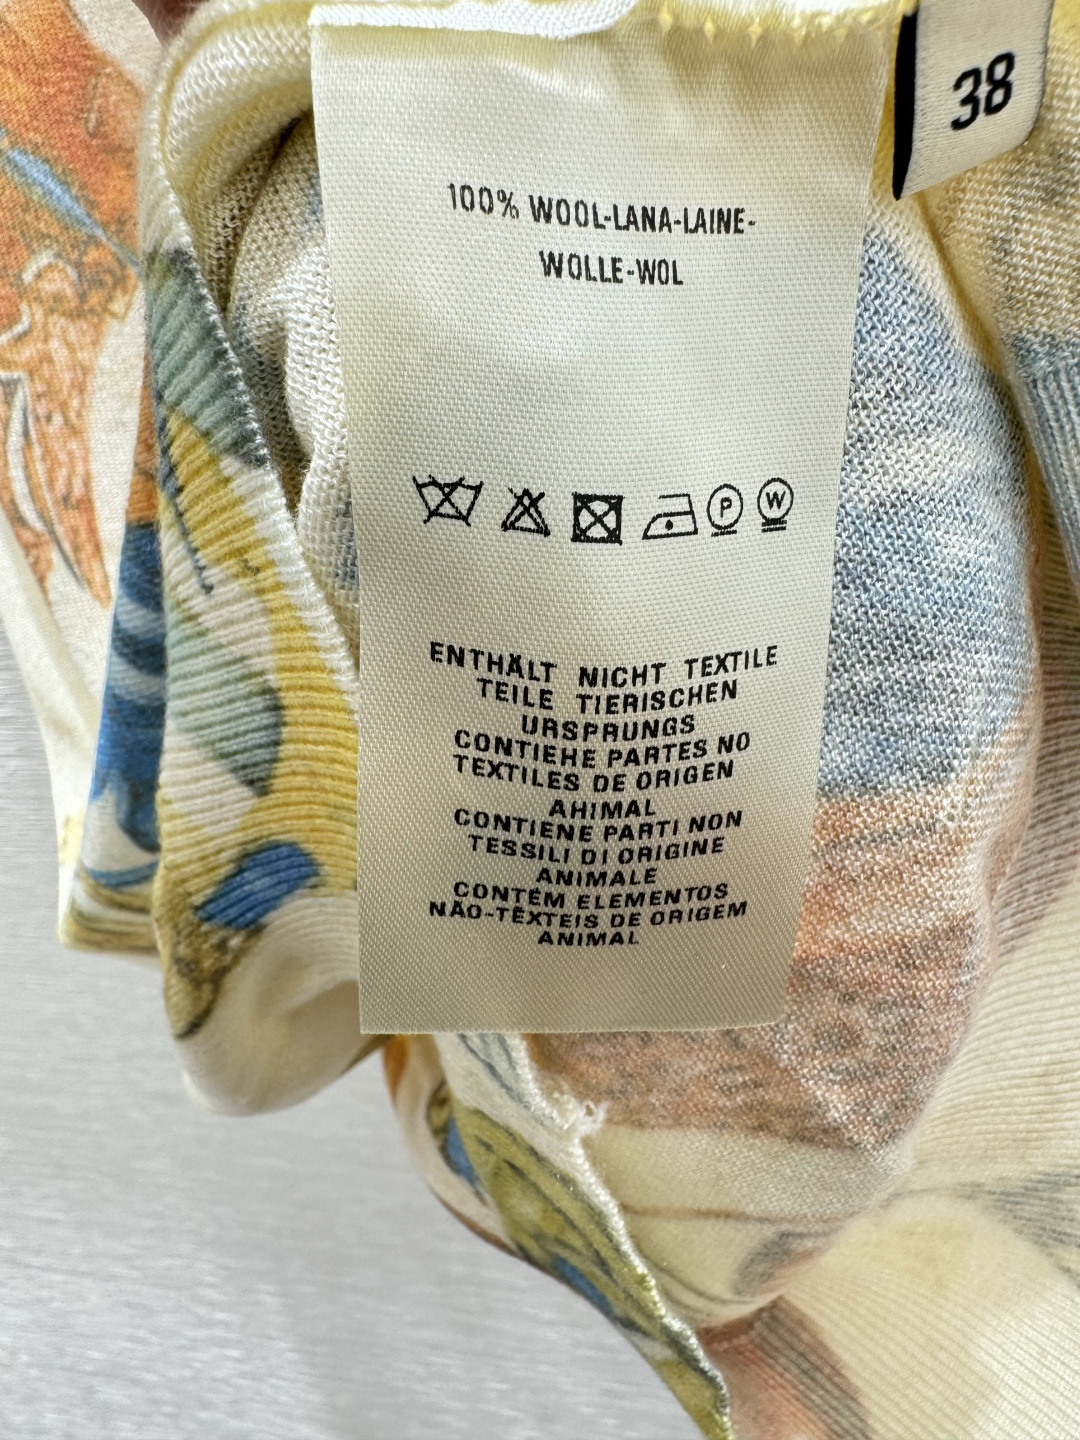 38
100% WOOL-LANA-LAINE-
WOLLE-WOL
P W
ENTHÄLT NICHT TEXTILE
TEILE TIERISCHEN
URSPRUNGS
CONTIEHE PARTES NO
TEXTILES DE ORIGEN
AHIMAL
CONTIENE PARTI NON
TESSILI DI ORIGINE
ANIMALE
CONTÉM ELEMENTOS
NÃO-TÊXTEIS DE ORIGEM
ANIMAL